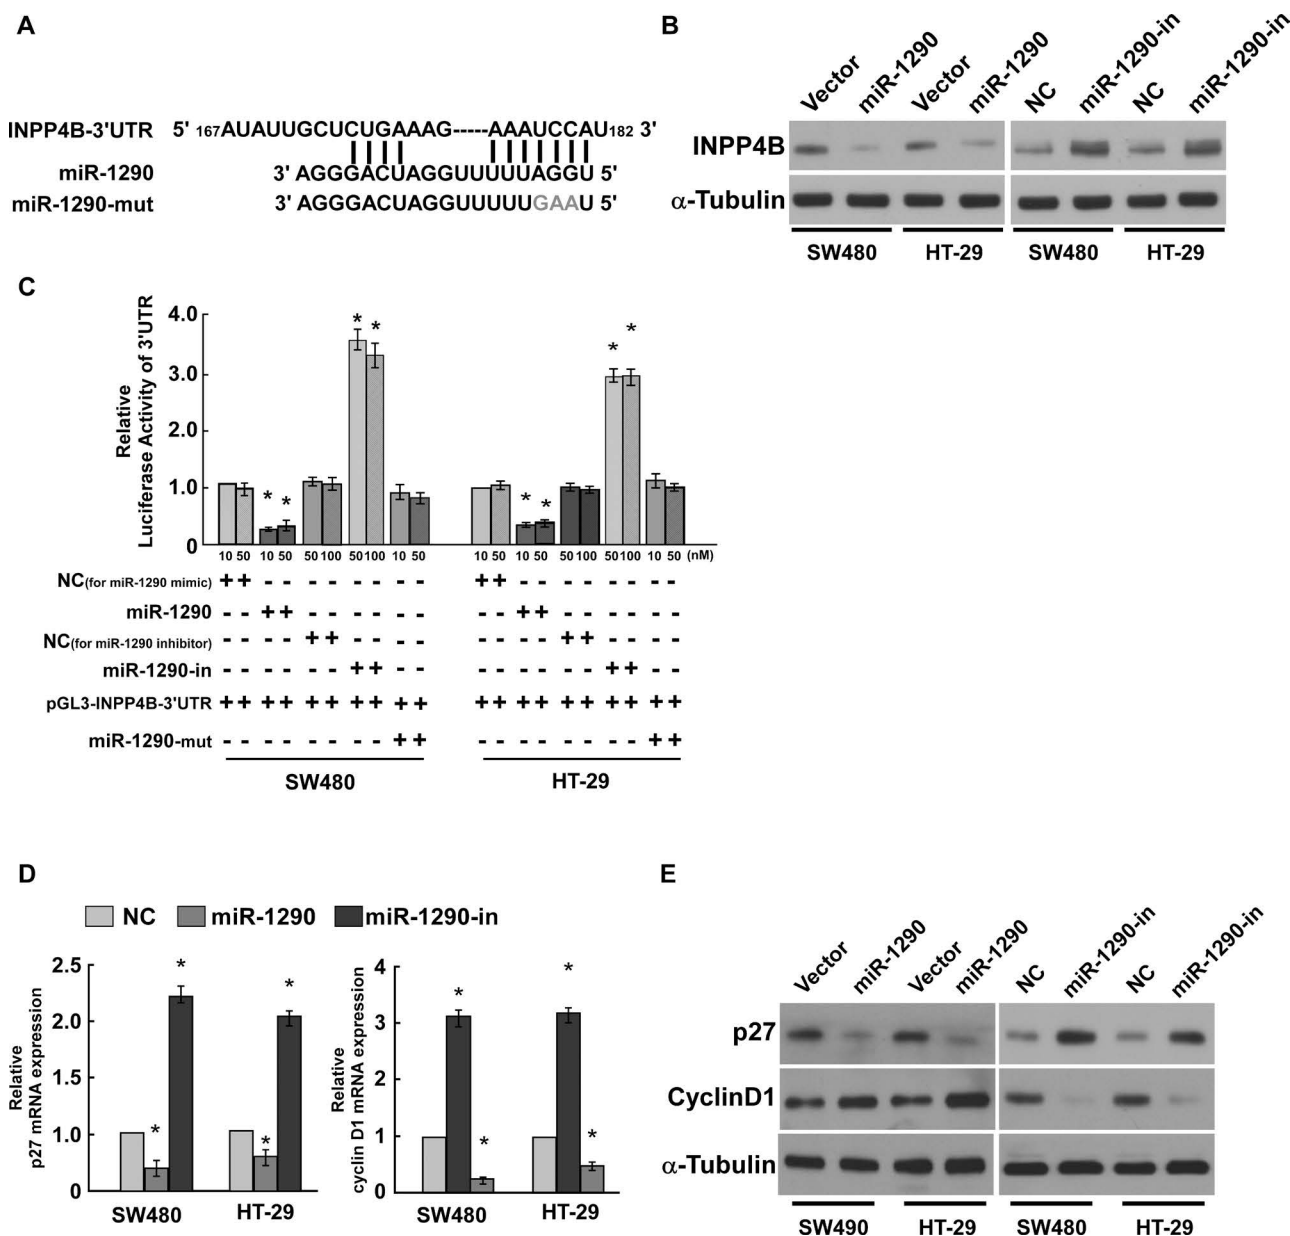 A
INPP4B-3'UTR 5' 167AUAUUGCUCUGAAAG-----AAAUCCAU182 3'
miR-1290 3' AGGGACUAGGUUUUUAGGU 5'
miR-1290-mut 3' AGGGACUAGGUUUUUGAAU 5'
B
Vector miR-1290 Vector miR-1290 NC miR-1290-in NC miR-1290-in
INPP4B
α-Tubulin
SW480 HT-29 SW480 HT-29
C
Relative
Luciferase Activity of 3'UTR
4.0
3.0
2.0
1.0
0
* * * * * * * *
10 50 10 50 50 100 50 100 10 50 10 50 10 50 50 100 50 100 10 50 (nM)
NC(for miR-1290 mimic) + + - - - - - - - - + + - - - - - - - -
miR-1290 - - + + - - - - - - - - + + - - - - - -
NC(for miR-1290 inhibitor) - - - - + + - - - - - - - - + + - - - -
miR-1290-in - - - - - - + + - - - - - - - - + + - -
pGL3-INPP4B-3'UTR + + + + + + + + + + + + + + + + + + + +
miR-1290-mut - - - - - - - - + + - - - - - - - - + +
SW480 HT-29
D
NC miR-1290 miR-1290-in
Relative
p27 mRNA expression
2.5
2.0
1.5
1.0
0
* * * *
SW480 HT-29
Relative
cyclin D1 mRNA expression
4
3
2
1
0
* * * *
SW480 HT-29
E
Vector miR-1290 Vector miR-1290 NC miR-1290-in NC miR-1290-in
p27
CyclinD1
α-Tubulin
SW490 HT-29 SW480 HT-29